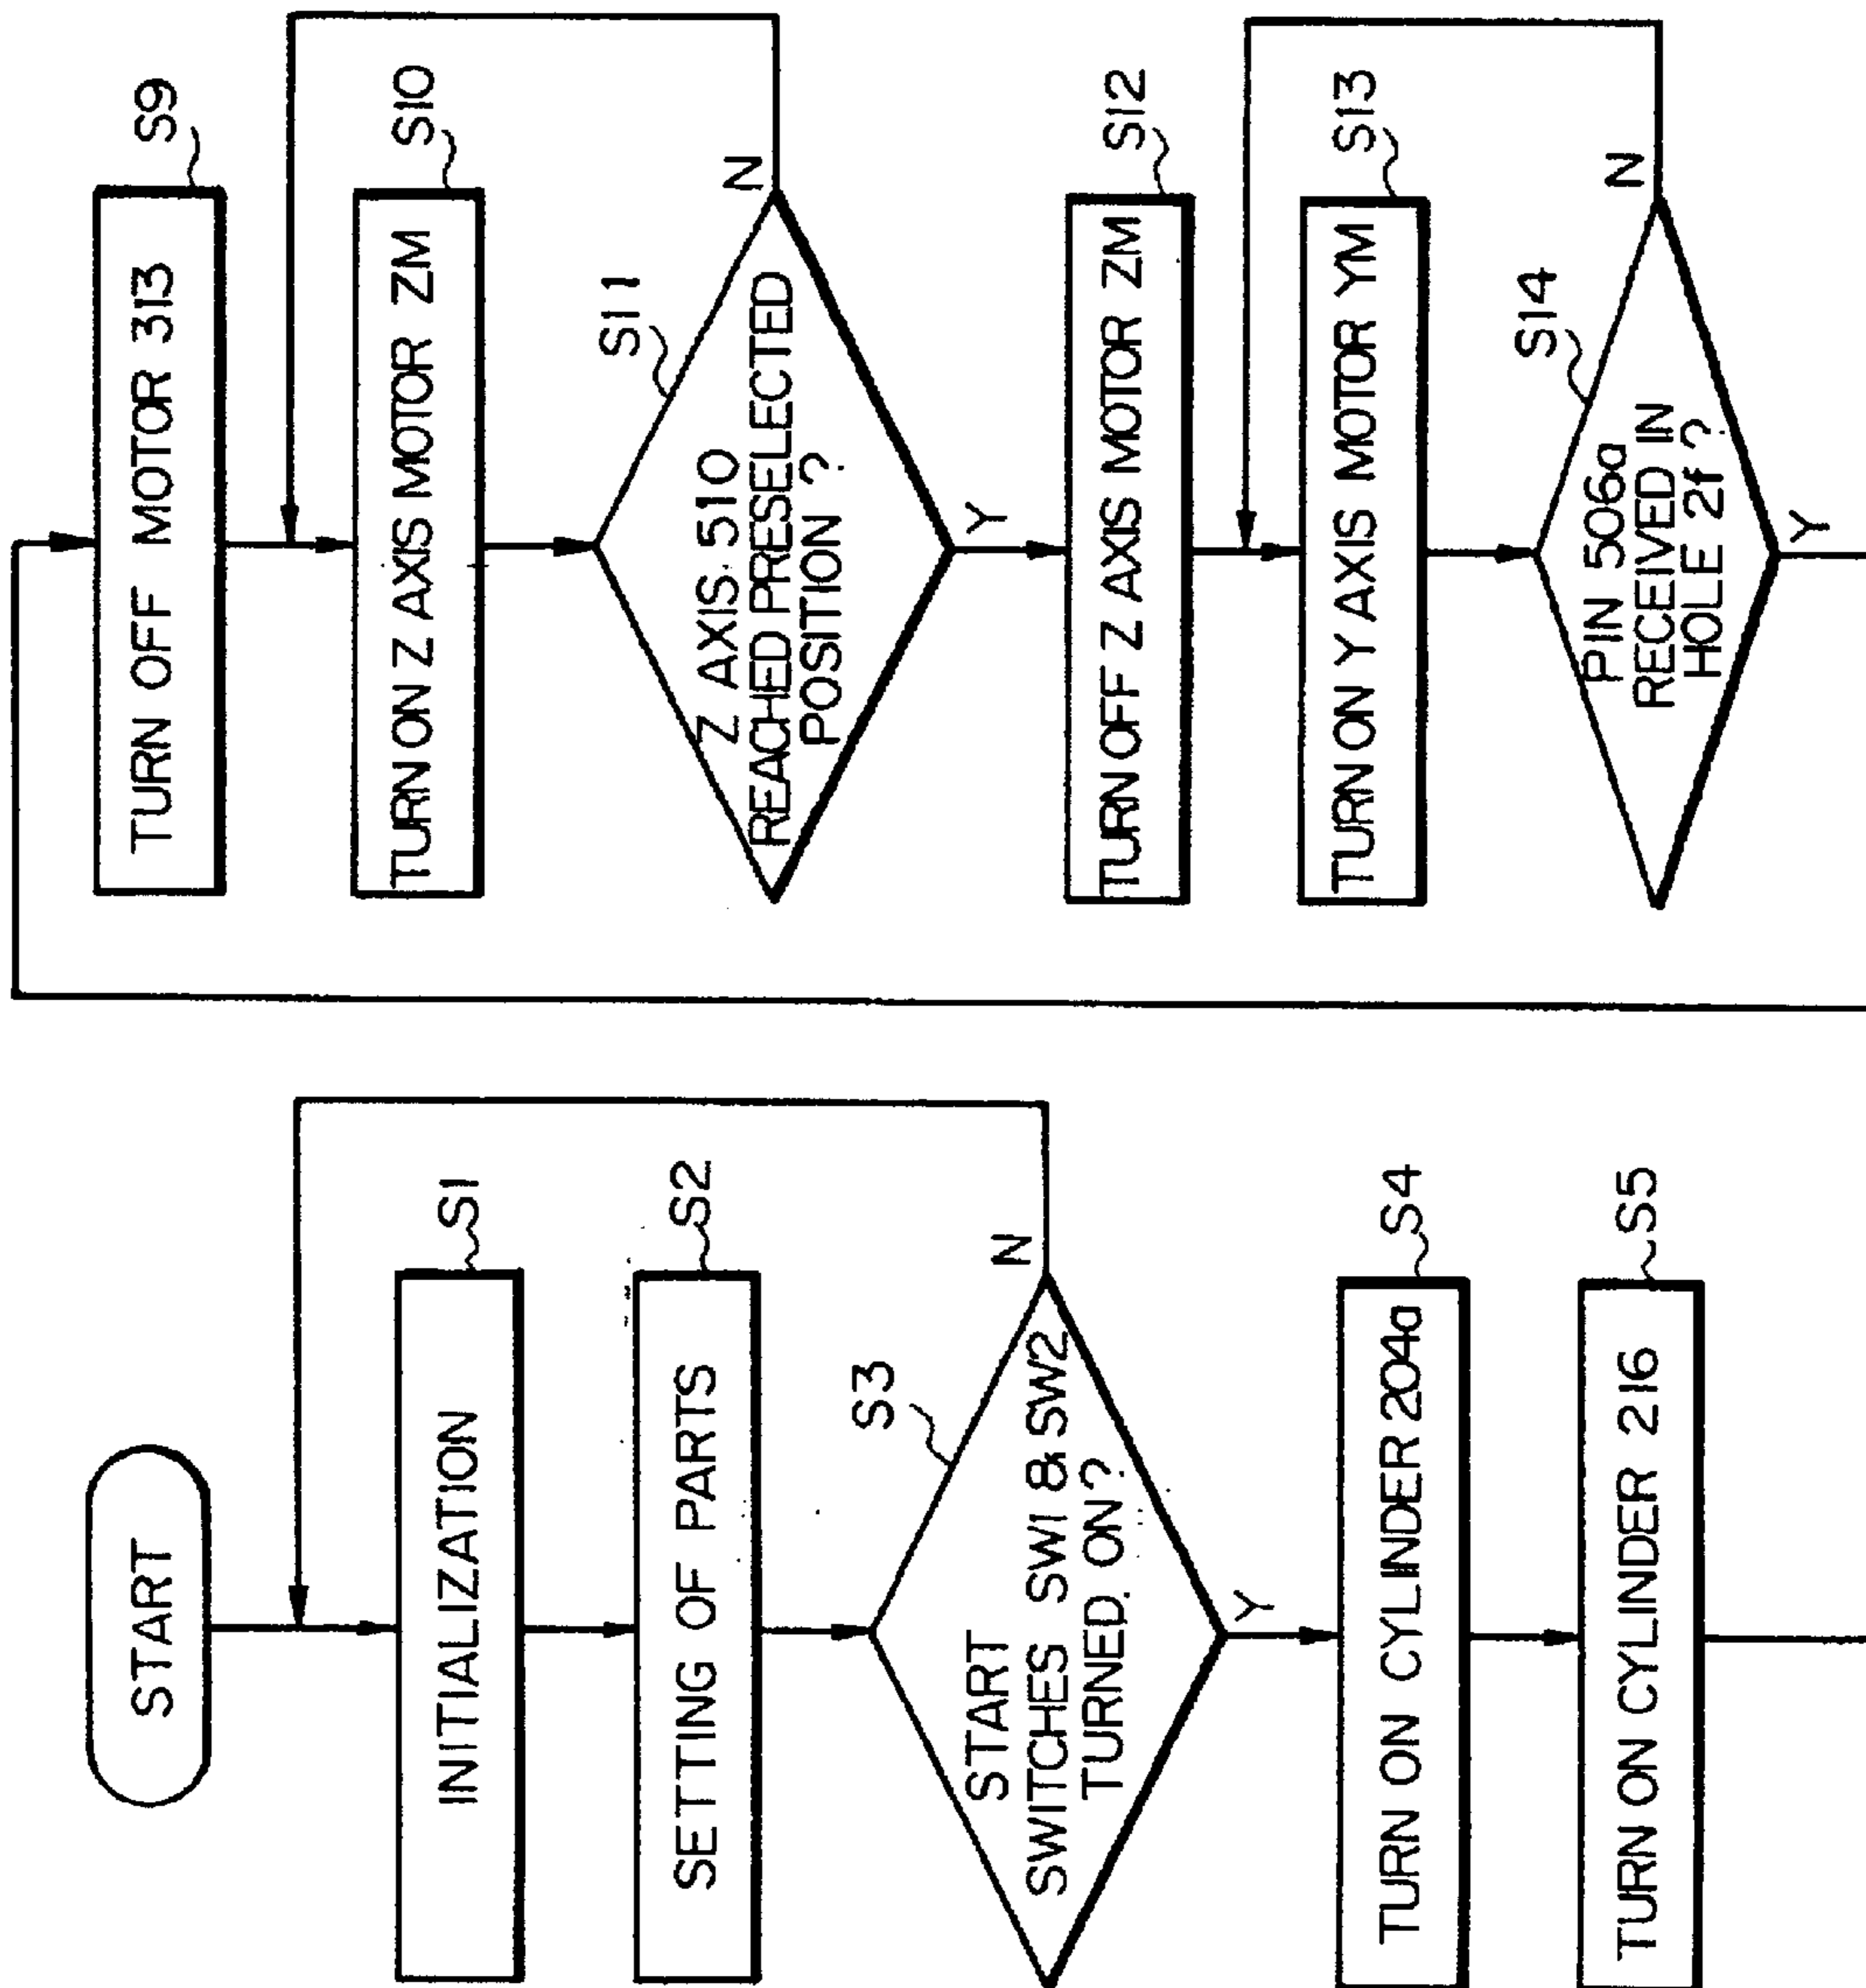 START
INITIALIZATION
S1
SETTING OF PARTS
S2
START
SWITCHES SW1 & SW2
TURNED ON?
S3
N
Y
TURN ON CYLINDER 204a
S4
TURN ON CYLINDER 216
S5
TURN OFF MOTOR 313
S9
TURN ON Z AXIS MOTOR ZM
S10
Z AXIS 510
REACHED PRESELECTED
POSITION ?
S11
N
Y
TURN OFF Z AXIS MOTOR ZM
S12
TURN ON Y AXIS MOTOR YM
S13
PIN 506a
RECEIVED IN
HOLE 2f ?
S14
N
Y